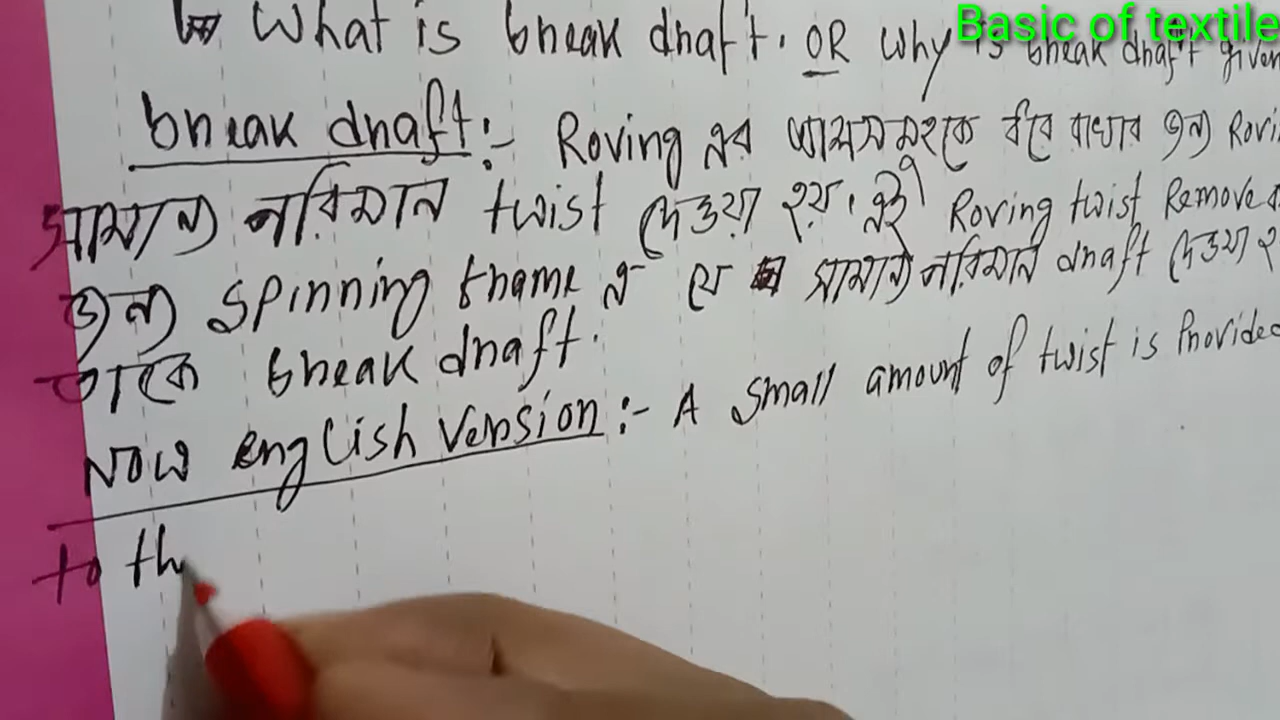 Basic of textile
What is break draft. OR why is break draft given
break draft:- Roving এর আঁশসমূহকে ধরে রাখার জন্য Rovi
সামান্য পরিমান twist দেওয়া হয়। এই Roving twist Remove
জন্য spinning frame এ যে সামান্য পরিমান draft দেওয়া হ
তাকে break draft.
Now english version:- A small amount of twist is Provided
to th